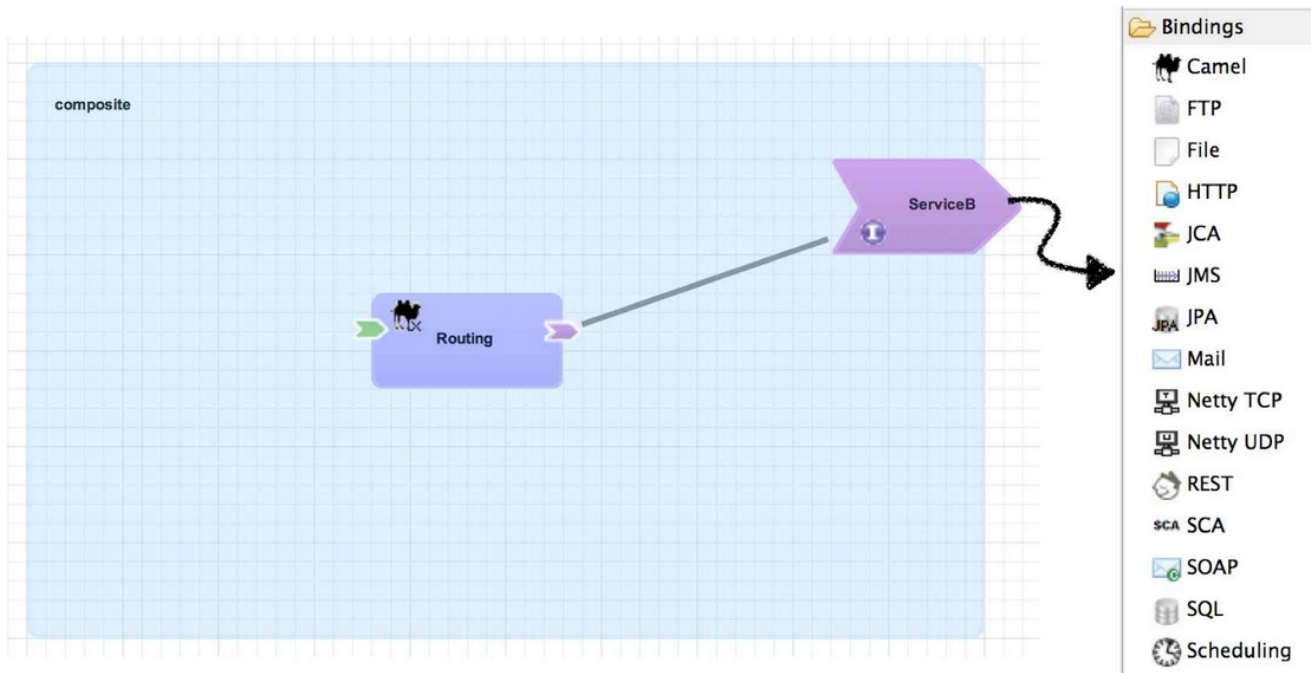 composite
ServiceB
I
Routing
Bindings
Camel
FTP
File
HTTP
JCA
JMS
JPA
JPA
Mail
T
Netty TCP
U
Netty UDP
REST
SCA SCA
C
SOAP
SQL
Scheduling